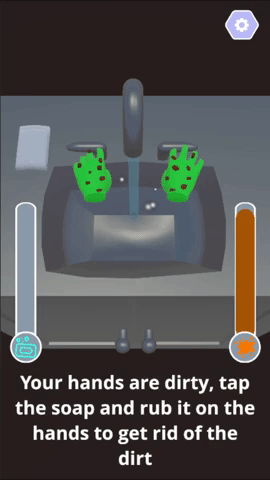 Your hands are dirty, tap
the soap and rub it on the
hands to get rid of the
dirt